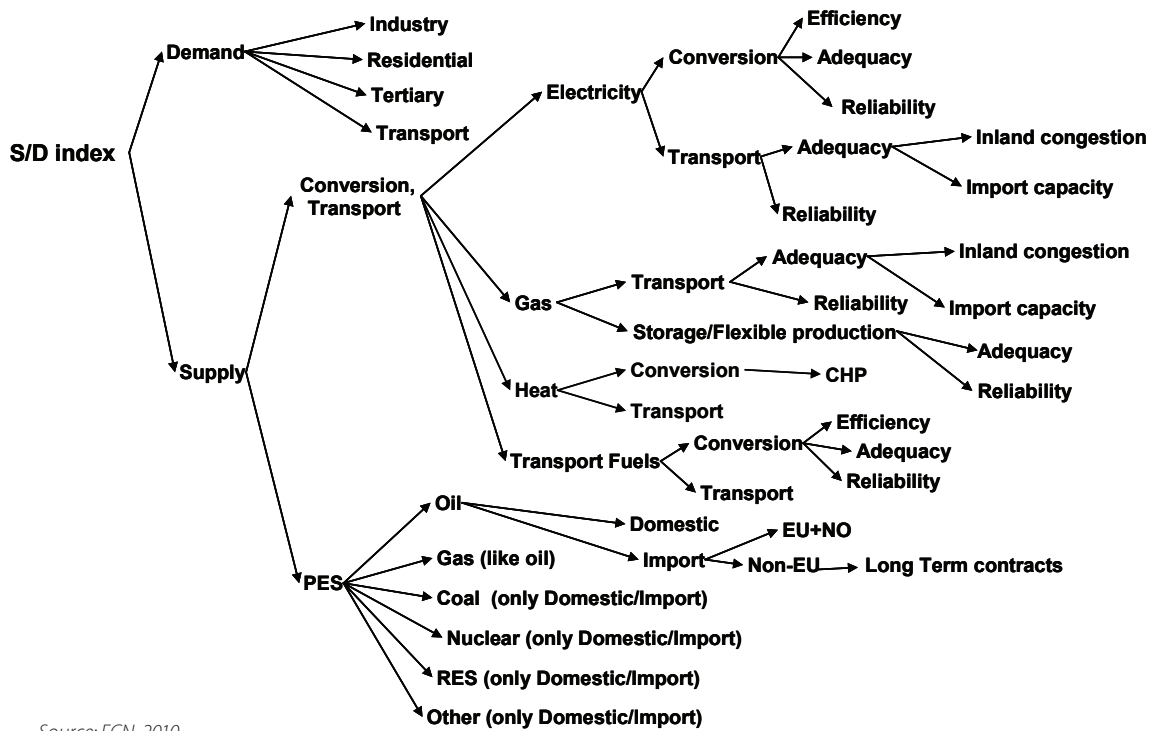 Efficiency
Industry
Demand
Conversion
Residential
Adequacy
Tertiary
Electricity
Reliability
Transport
Inland congestion
S/D index
Transport
Adequacy
Conversion,
Transport
Import capacity
Reliability
Inland congestion
Adequacy
Transport
Gas
Reliability
Import capacity
Storage/Flexible production
Adequacy
Supply
Conversion
CHP
Heat
Reliability
Transport
Efficiency
Conversion
Adequacy
Transport Fuels
Reliability
Transport
Oil
Domestic
EU+NO
Gas (like oil)
Import
Non-EU
Long Term contracts
PES
Coal (only Domestic/Import)
Nuclear (only Domestic/Import)
RES (only Domestic/Import)
Other (only Domestic/Import)
Source: ECN, 2010